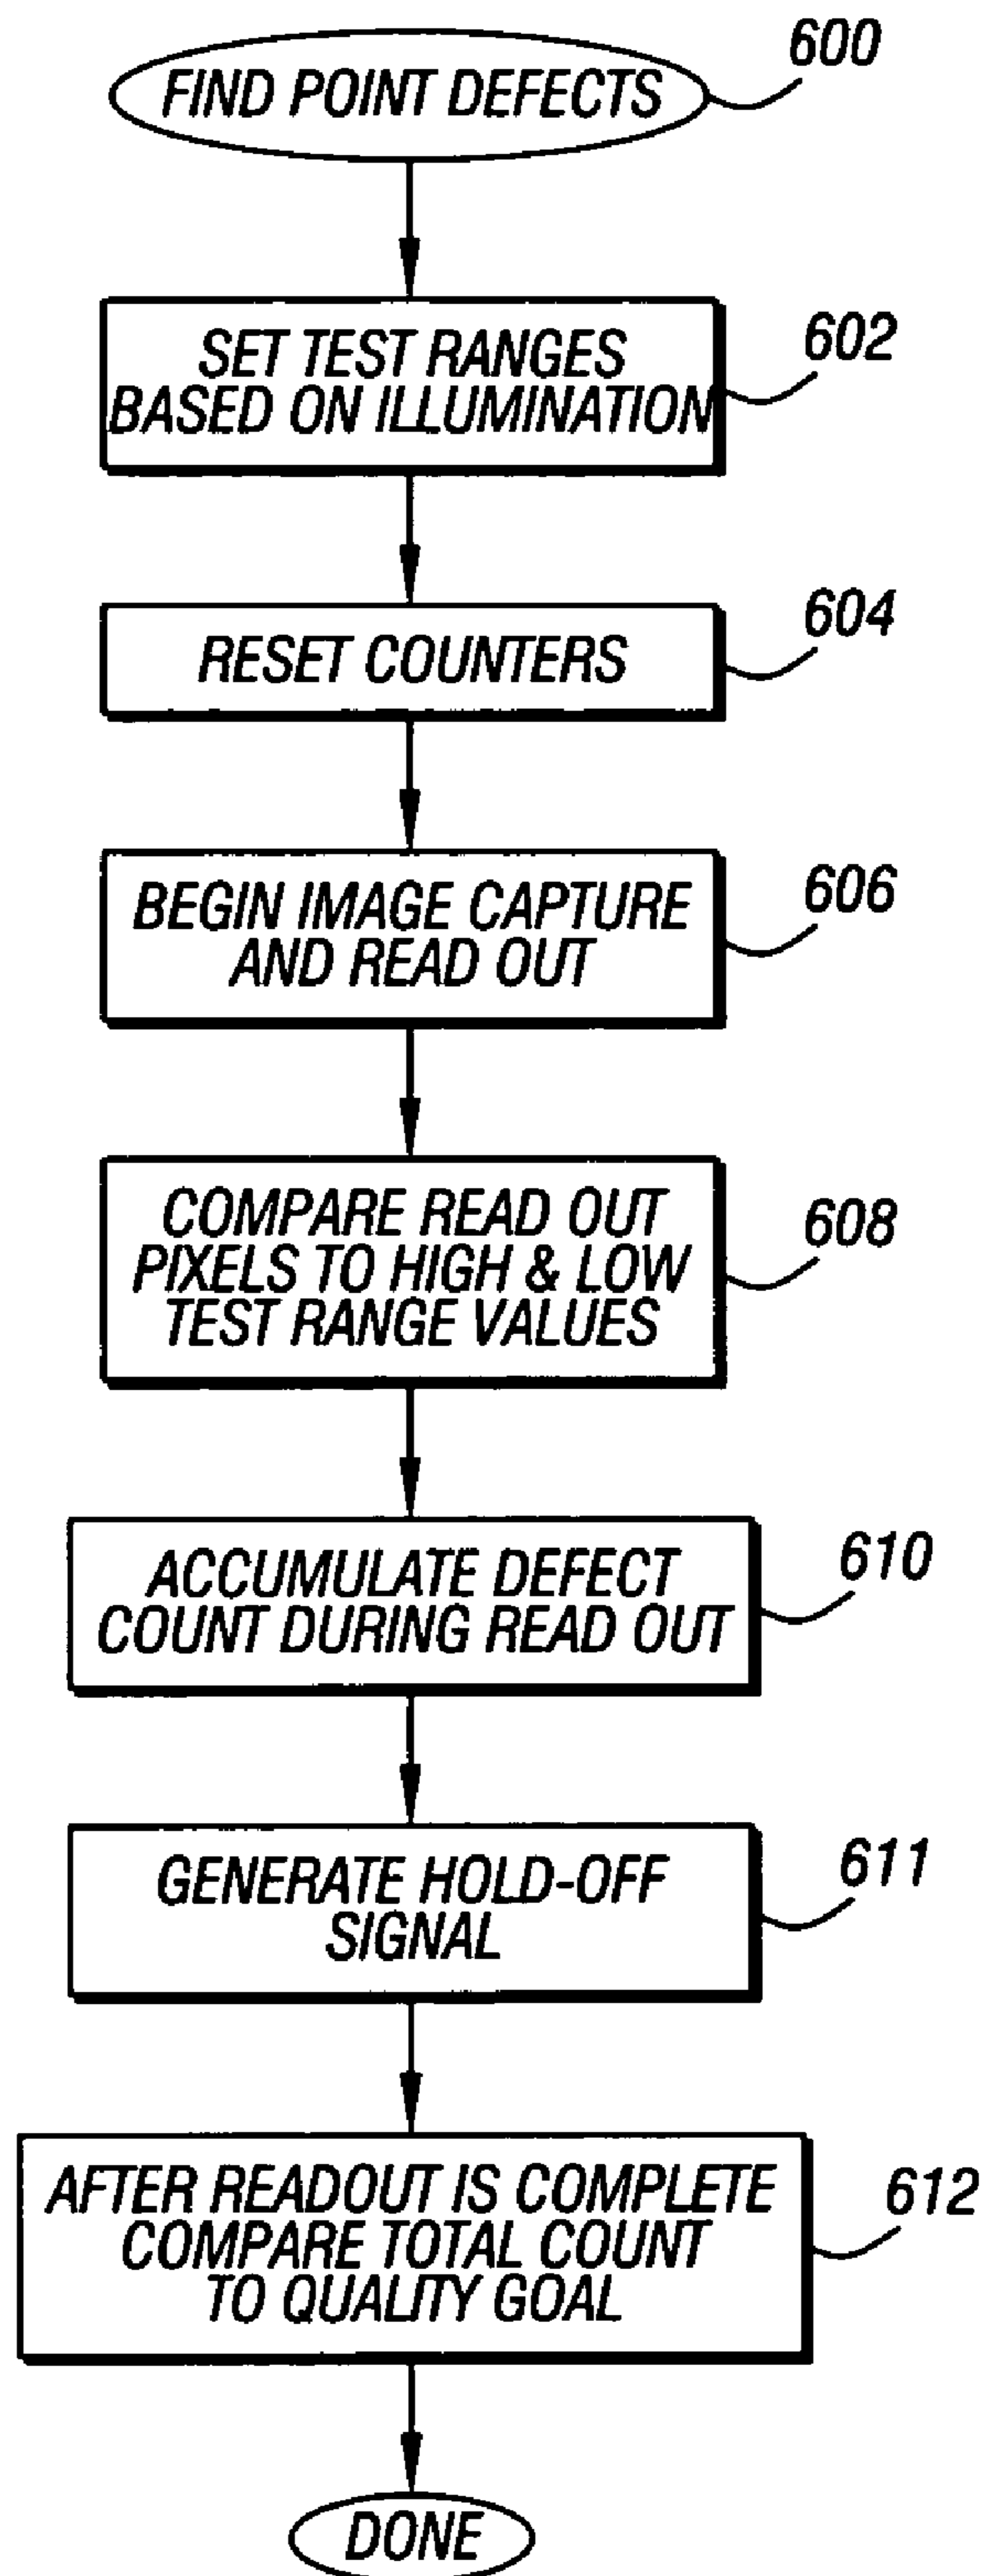 FIND POINT DEFECTS
600
SET TEST RANGES
BASED ON ILLUMINATION
602
RESET COUNTERS
604
BEGIN IMAGE CAPTURE
AND READ OUT
606
COMPARE READ OUT
PIXELS TO HIGH & LOW
TEST RANGE VALUES
608
ACCUMULATE DEFECT
COUNT DURING READ OUT
610
GENERATE HOLD-OFF
SIGNAL
611
AFTER READOUT IS COMPLETE
COMPARE TOTAL COUNT
TO QUALITY GOAL
612
DONE